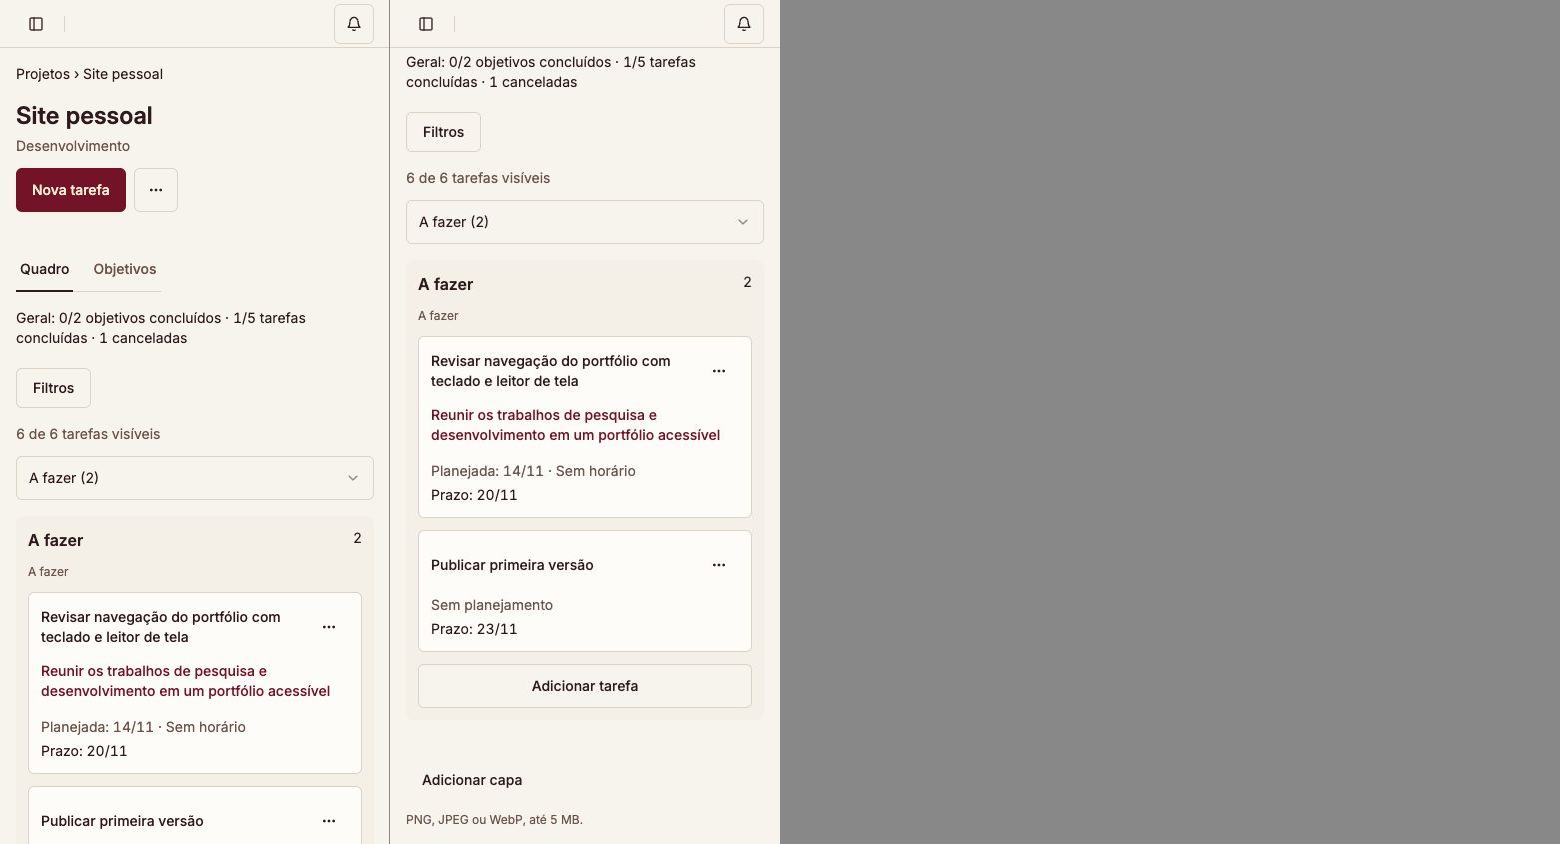 Projetos › Site pessoal
Site pessoal
Desenvolvimento
Nova tarefa
Quadro
Objetivos
Geral: 0/2 objetivos concluídos · 1/5 tarefas
concluídas · 1 canceladas
Filtros
6 de 6 tarefas visíveis
A fazer (2)
A fazer
2
A fazer
Revisar navegação do portfólio com
teclado e leitor de tela
Reunir os trabalhos de pesquisa e
desenvolvimento em um portfólio acessível
Planejada: 14/11 · Sem horário
Prazo: 20/11
Publicar primeira versão
Geral: 0/2 objetivos concluídos · 1/5 tarefas
concluídas · 1 canceladas
Filtros
6 de 6 tarefas visíveis
A fazer (2)
A fazer
2
A fazer
Revisar navegação do portfólio com
teclado e leitor de tela
Reunir os trabalhos de pesquisa e
desenvolvimento em um portfólio acessível
Planejada: 14/11 · Sem horário
Prazo: 20/11
Publicar primeira versão
Sem planejamento
Prazo: 23/11
Adicionar tarefa
Adicionar capa
PNG, JPEG ou WebP, até 5 MB.